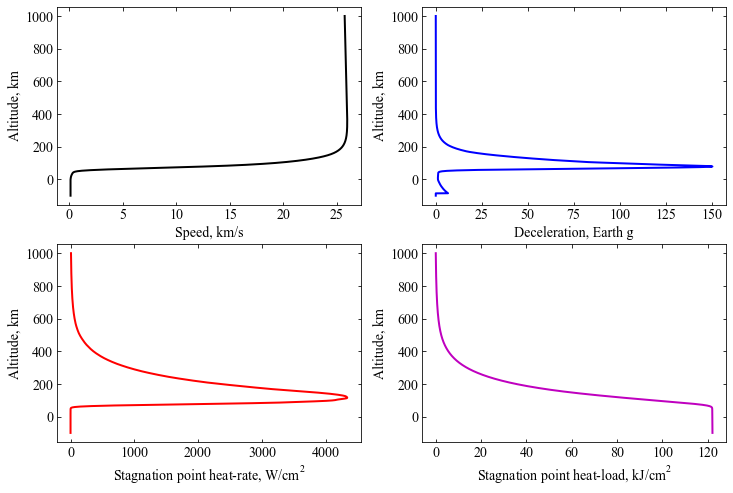 1000
800
600
400
200
0
Altitude, km
0 5 10 15 20 25
Speed, km/s
1000
800
600
400
200
0
Altitude, km
0 25 50 75 100 125 150
Deceleration, Earth g
1000
800
600
400
200
0
Altitude, km
0 1000 2000 3000 4000
Stagnation point heat-rate, W/cm²
1000
800
600
400
200
0
Altitude, km
0 20 40 60 80 100 120
Stagnation point heat-load, kJ/cm²